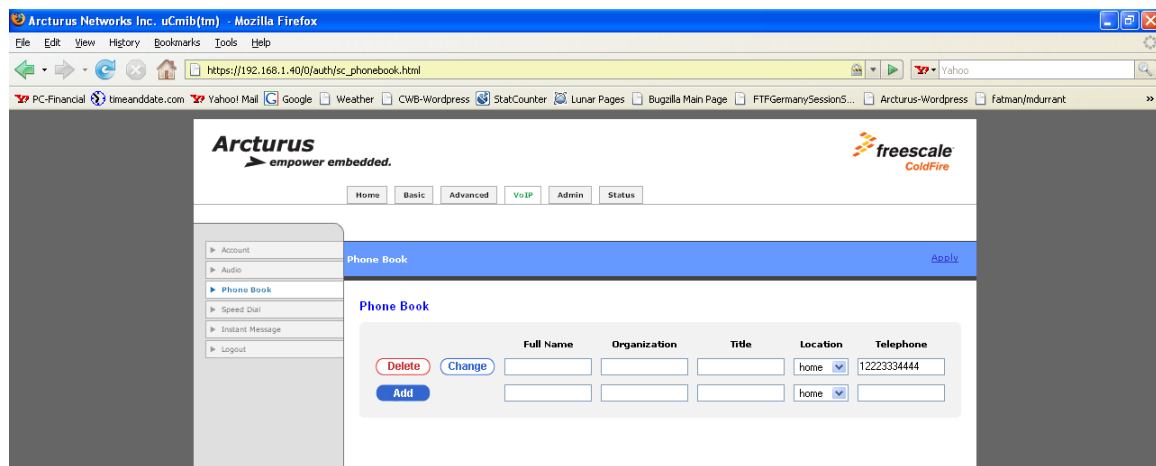 Arcturus Networks Inc. uCmib(tm) - Mozilla Firefox
File Edit View History Bookmarks Tools Help
https://192.168.1.40/0/auth/sc_phonebook.html
Yahoo
PC-Financial timeanddate.com Yahoo! Mail Google Weather CWB-Wordpress StatCounter Lunar Pages Bugzilla Main Page FTFGermanySessionS... Arcturus-Wordpress fatman/mdurrant »
Arcturus
empower embedded.
freescale
ColdFire
Home Basic Advanced VoIP Admin Status
Account
Audio
Phone Book
Speed Dial
Instant Message
Logout
Phone Book Apply
Phone Book
Full Name Organization Title Location Telephone
Delete Change home 12223334444
Add home